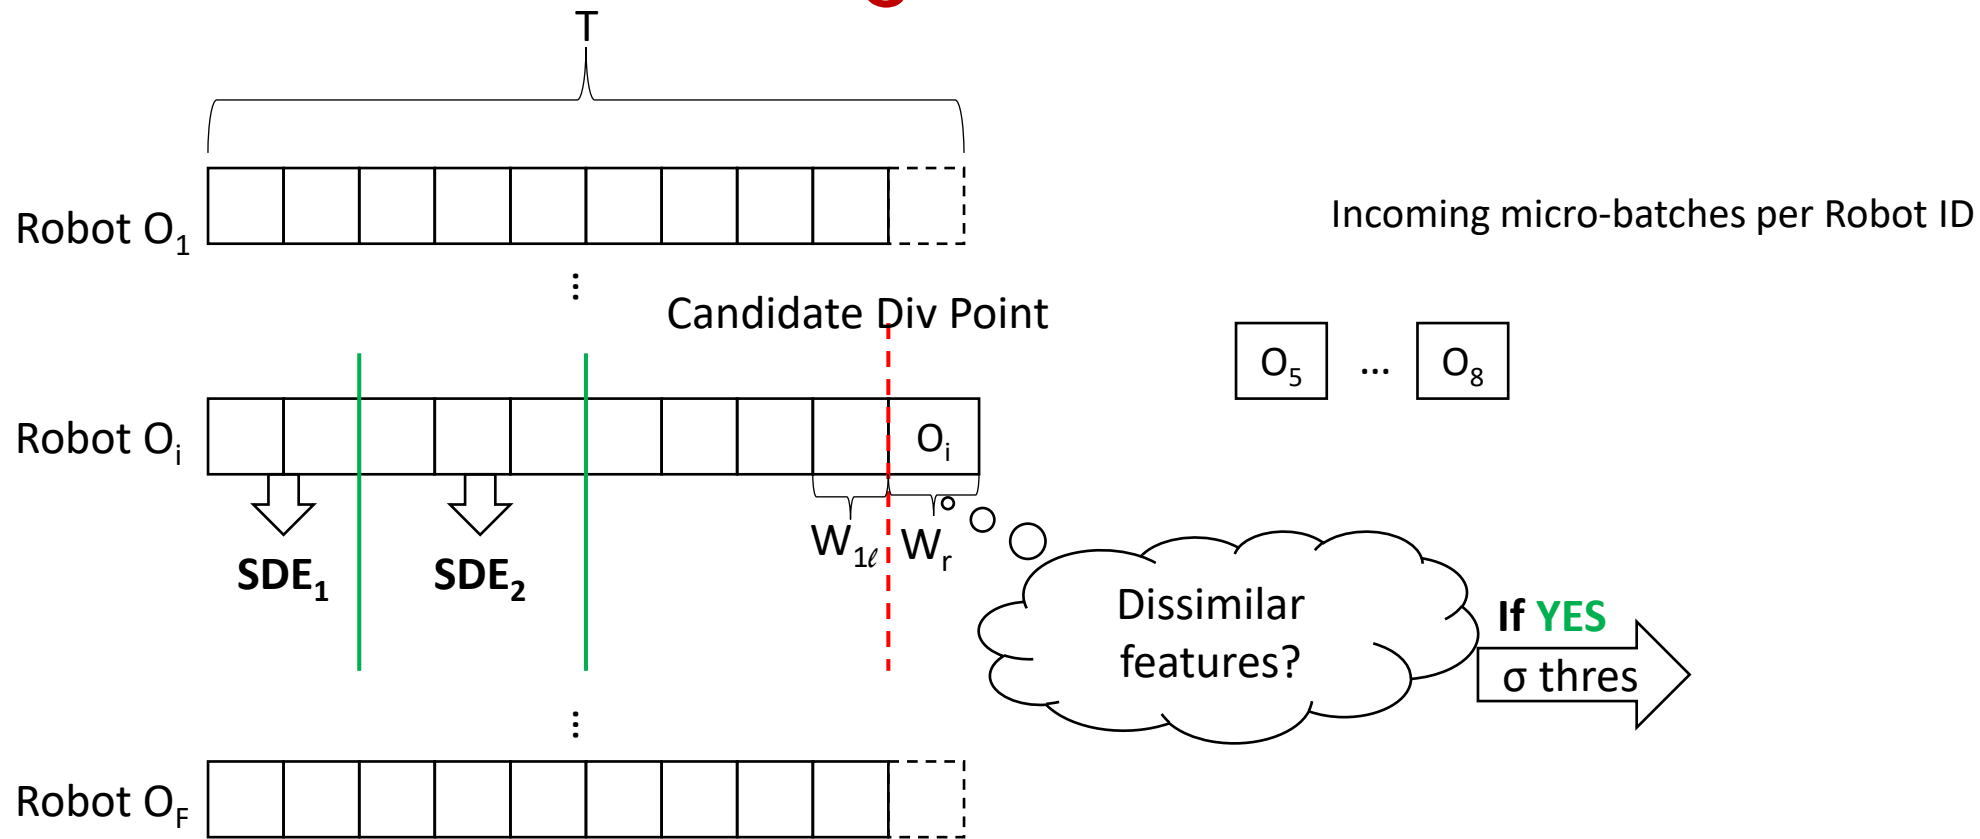 T
Robot O₁
Incoming micro-batches per Robot ID
⋮
Candidate Div Point
O₅ ... O₈
Robot Oᵢ
Oᵢ
W₁ℓ Wᵣ
SDE₁ SDE₂
Dissimilar
features?
If YES
σ thres
⋮
Robot O_F